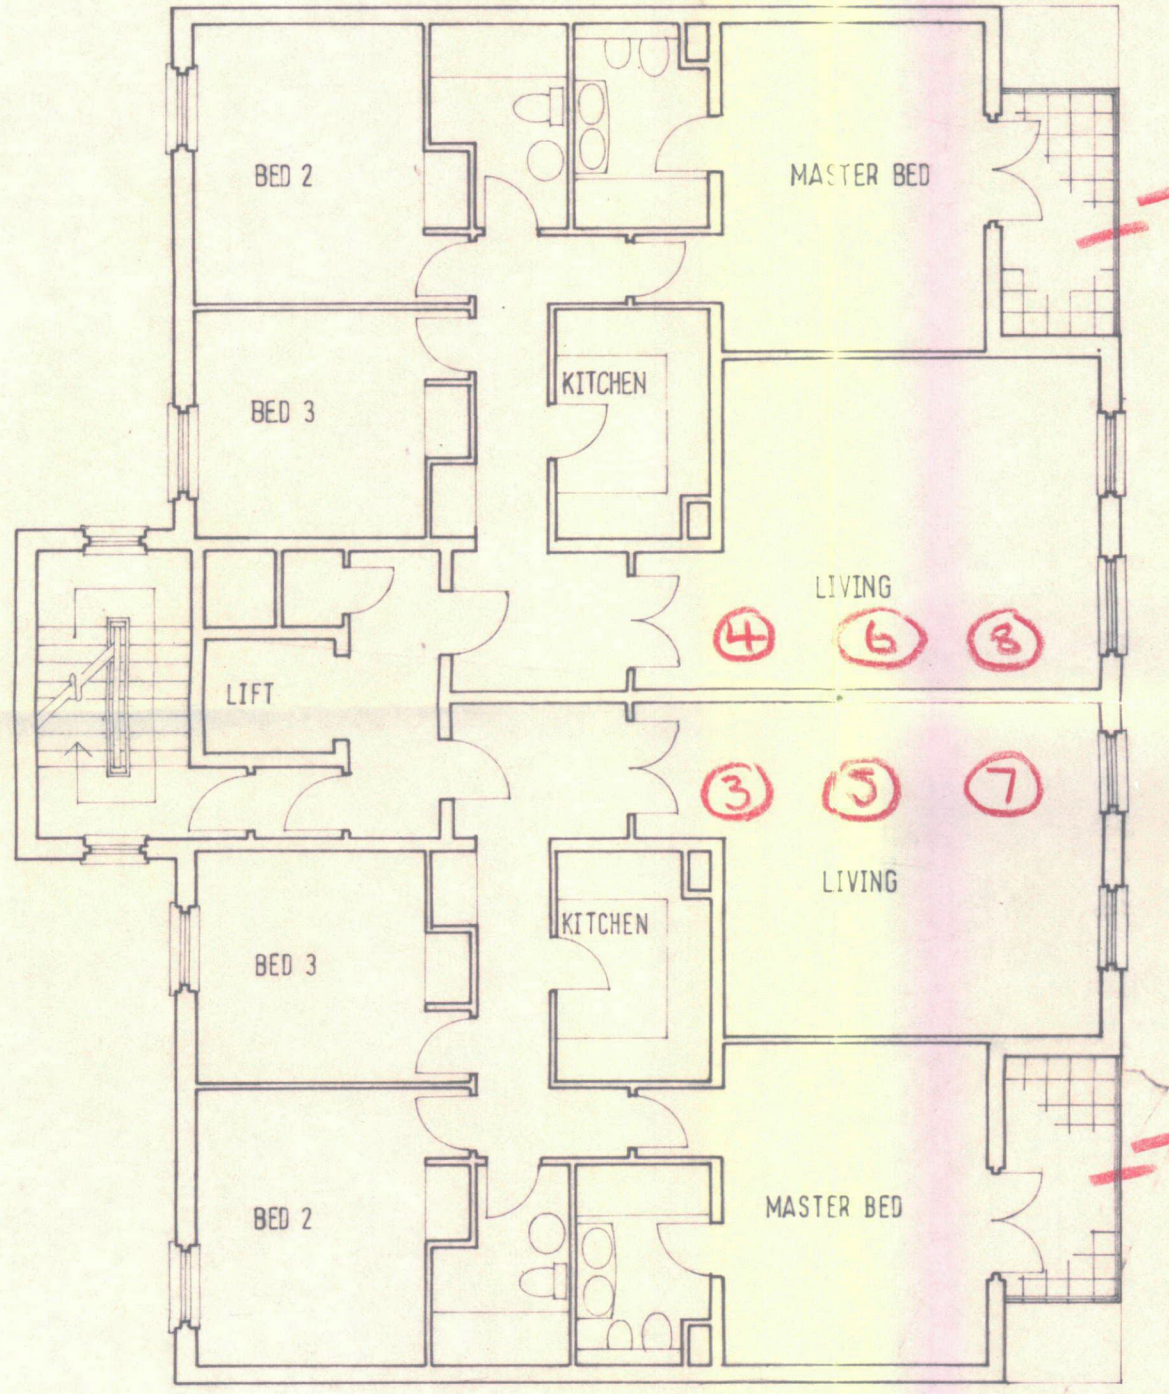 BED 2
MASTER BED
KITCHEN
BED 3
LIVING
4 6 8
LIFT
3 5 7
LIVING
KITCHEN
BED 3
MASTER BED
BED 2